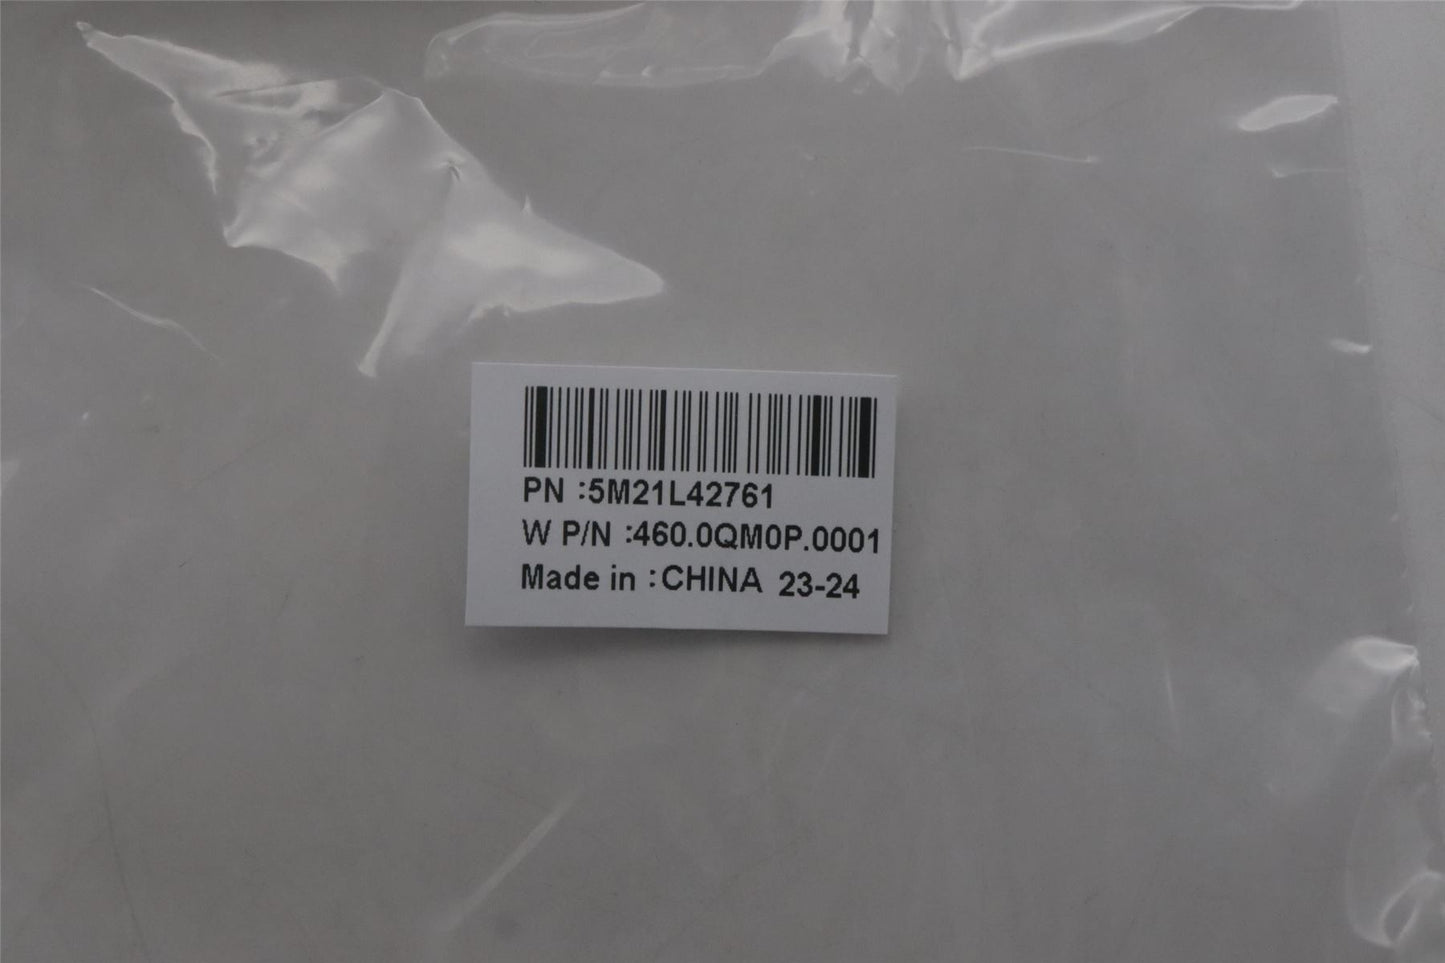 PN :5M21L42761
W P/N :460.0QM0P.0001
Made in :CHINA 23-24